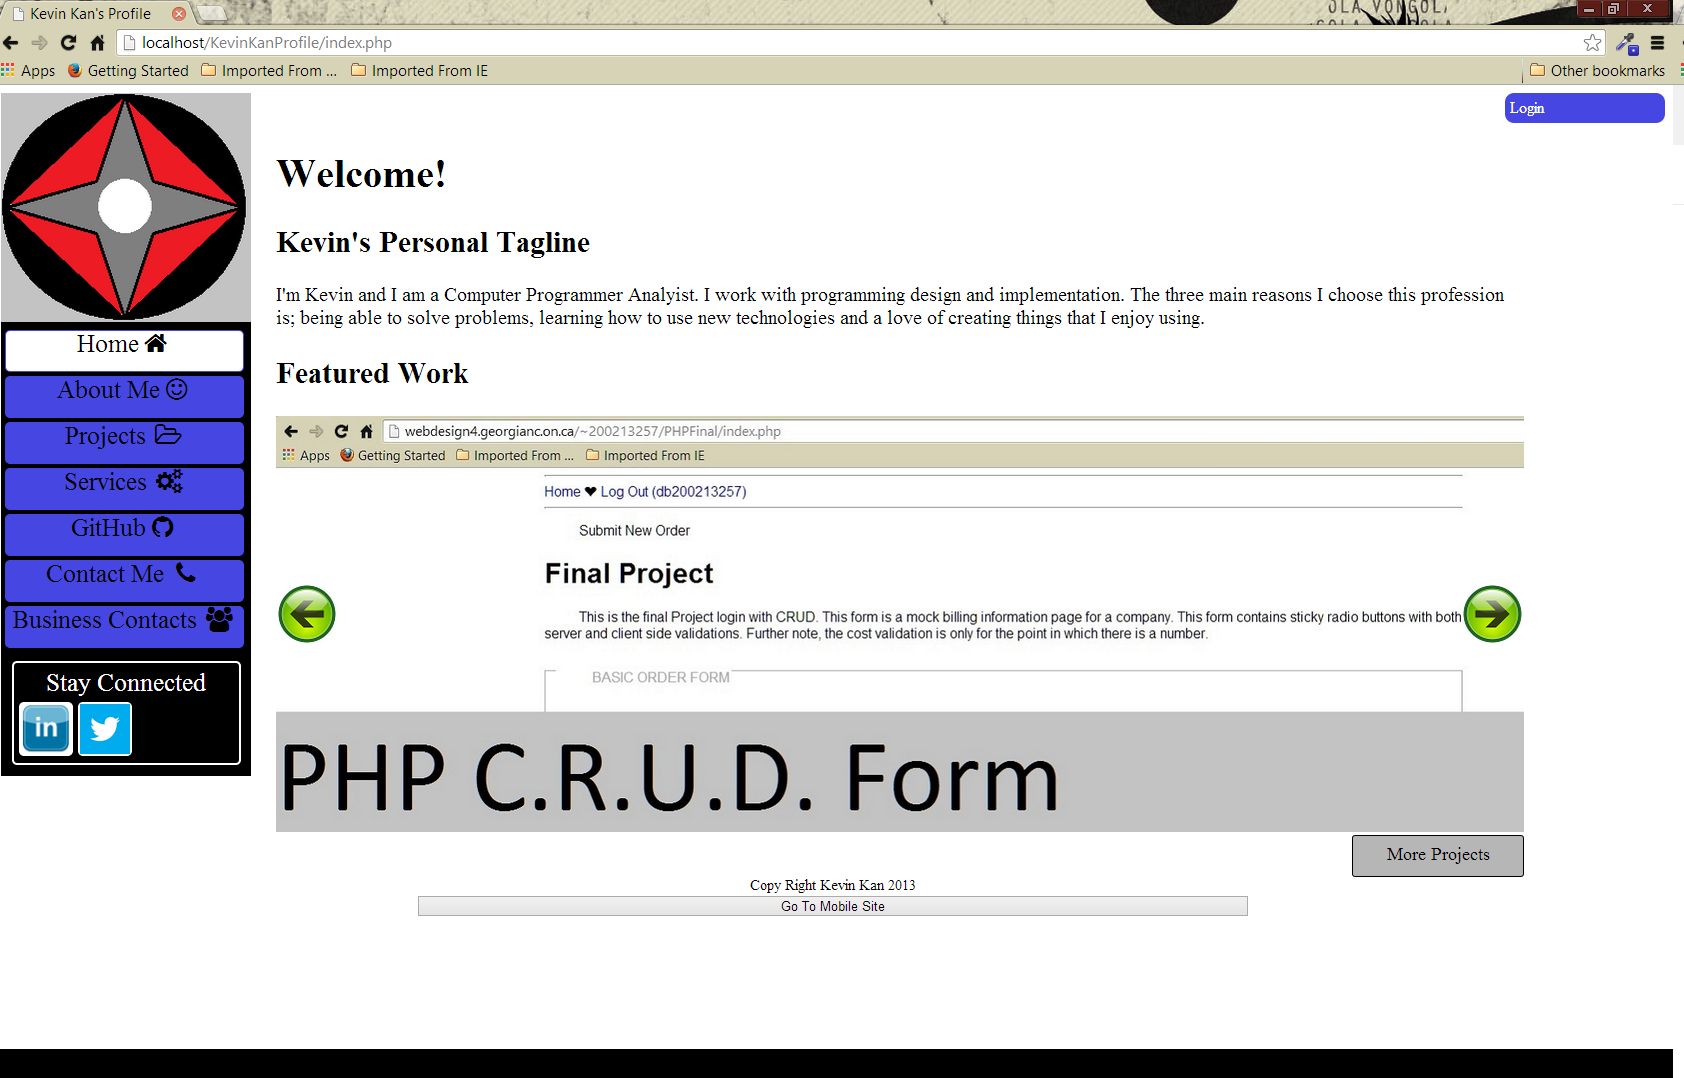 Kevin Kan's Profile
localhost/KevinKanProfile/index.php
Apps Getting Started Imported From ... Imported From IE Other bookmarks
Login
Welcome!
Kevin's Personal Tagline
I'm Kevin and I am a Computer Programmer Analyist. I work with programming design and implementation. The three main reasons I choose this profession
is; being able to solve problems, learning how to use new technologies and a love of creating things that I enjoy using.
Featured Work
Home
About Me
Projects
Services
GitHub
Contact Me
Business Contacts
Stay Connected
in
webdesign4.georgianc.on.ca/~200213257/PHPFinal/index.php
Apps Getting Started Imported From ... Imported From IE
Home ❤ Log Out (db200213257)
Submit New Order
Final Project
This is the final Project login with CRUD. This form is a mock billing information page for a company. This form contains sticky radio buttons with both
server and client side validations. Further note, the cost validation is only for the point in which there is a number.
BASIC ORDER FORM
PHP C.R.U.D. Form
More Projects
Copy Right Kevin Kan 2013
Go To Mobile Site